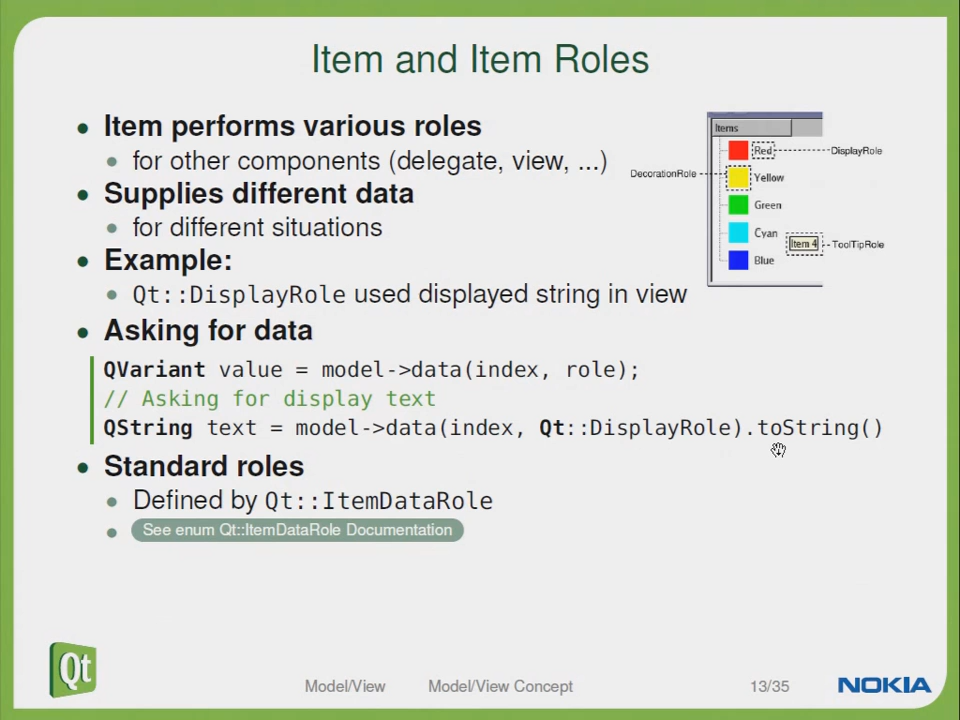 Item and Item Roles
• Item performs various roles
• for other components (delegate, view, ...)
• Supplies different data
• for different situations
• Example:
• Qt::DisplayRole used displayed string in view
Items
Red
DisplayRole
DecorationRole
Yellow
Green
Cyan
Item 4
ToolTipRole
Blue
• Asking for data
QVariant value = model->data(index, role);
// Asking for display text
QString text = model->data(index, Qt::DisplayRole).toString()
• Standard roles
• Defined by Qt::ItemDataRole
• See enum Qt::ItemDataRole Documentation
Qt
Model/View Model/View Concept 13/35
NOKIA